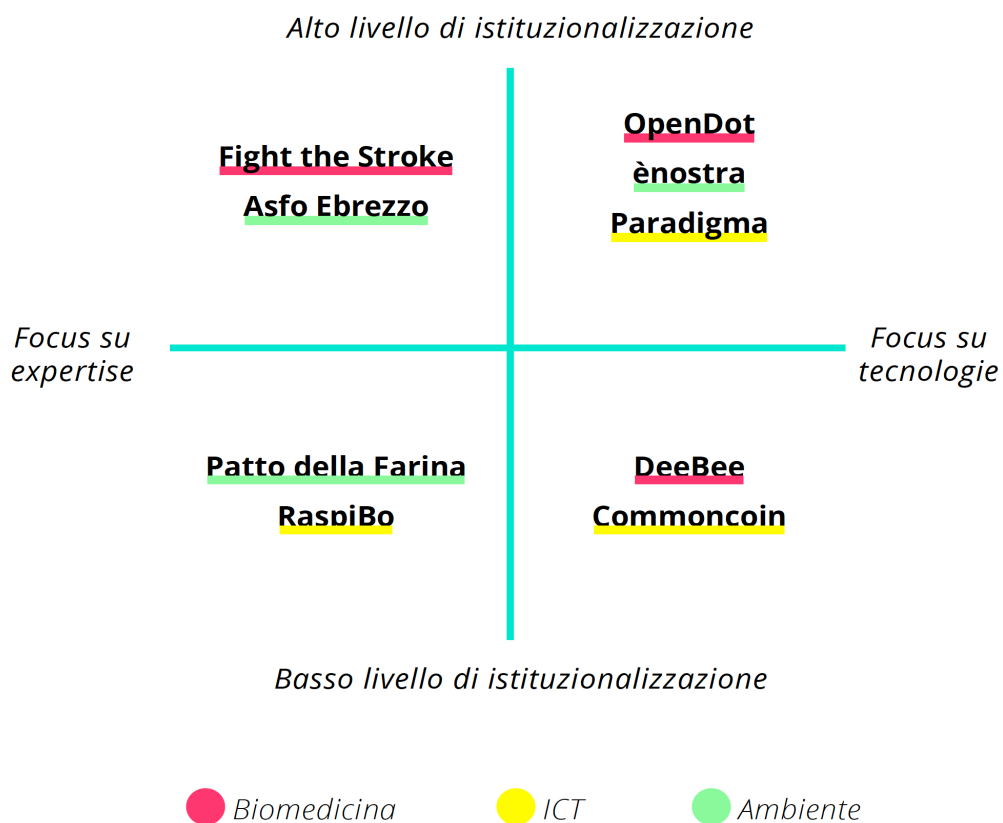 Alto livello di istituzionalizzazione
OpenDot
Fight the Stroke
ènostra
Asfo Ebrezzo
Paradigma
Focus su
expertise
Focus su
tecnologie
Patto della Farina
DeeBee
RaspiBo
Commoncoin
Basso livello di istituzionalizzazione
Biomedicina
ICT
Ambiente